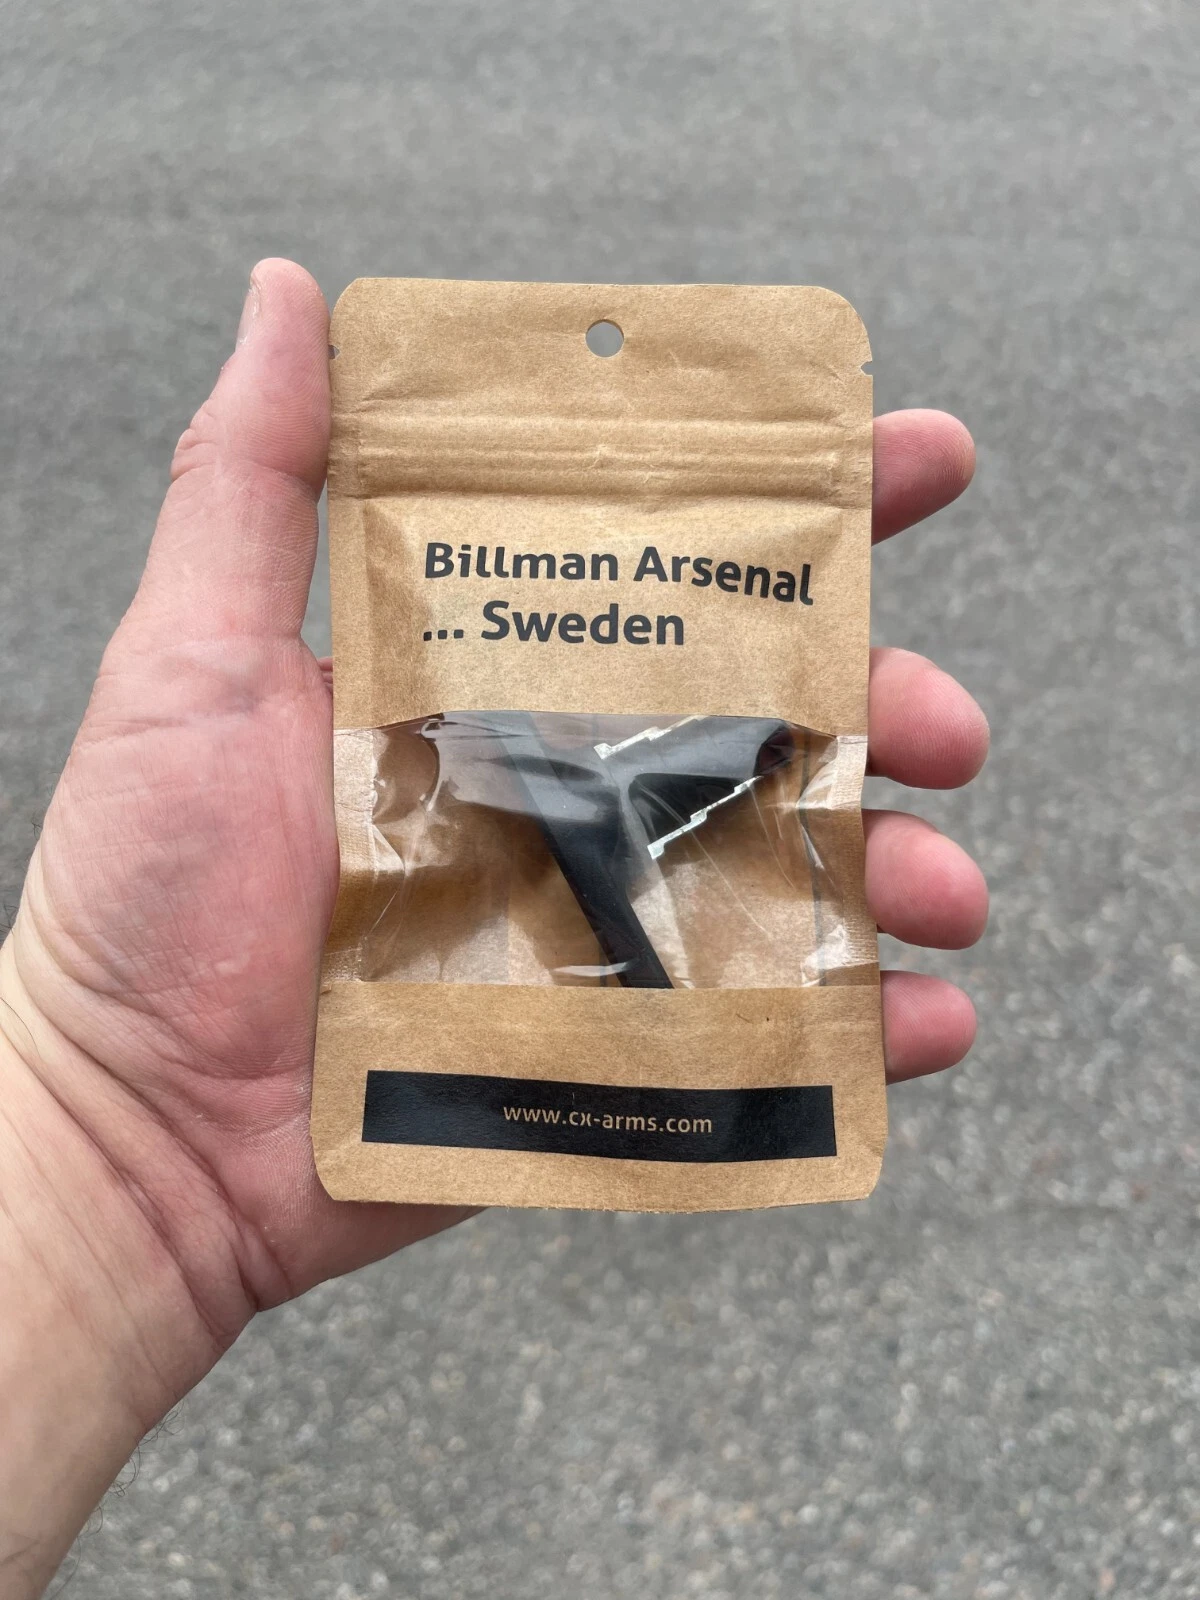 Billman Arsenal
... Sweden
www.cx-arms.com